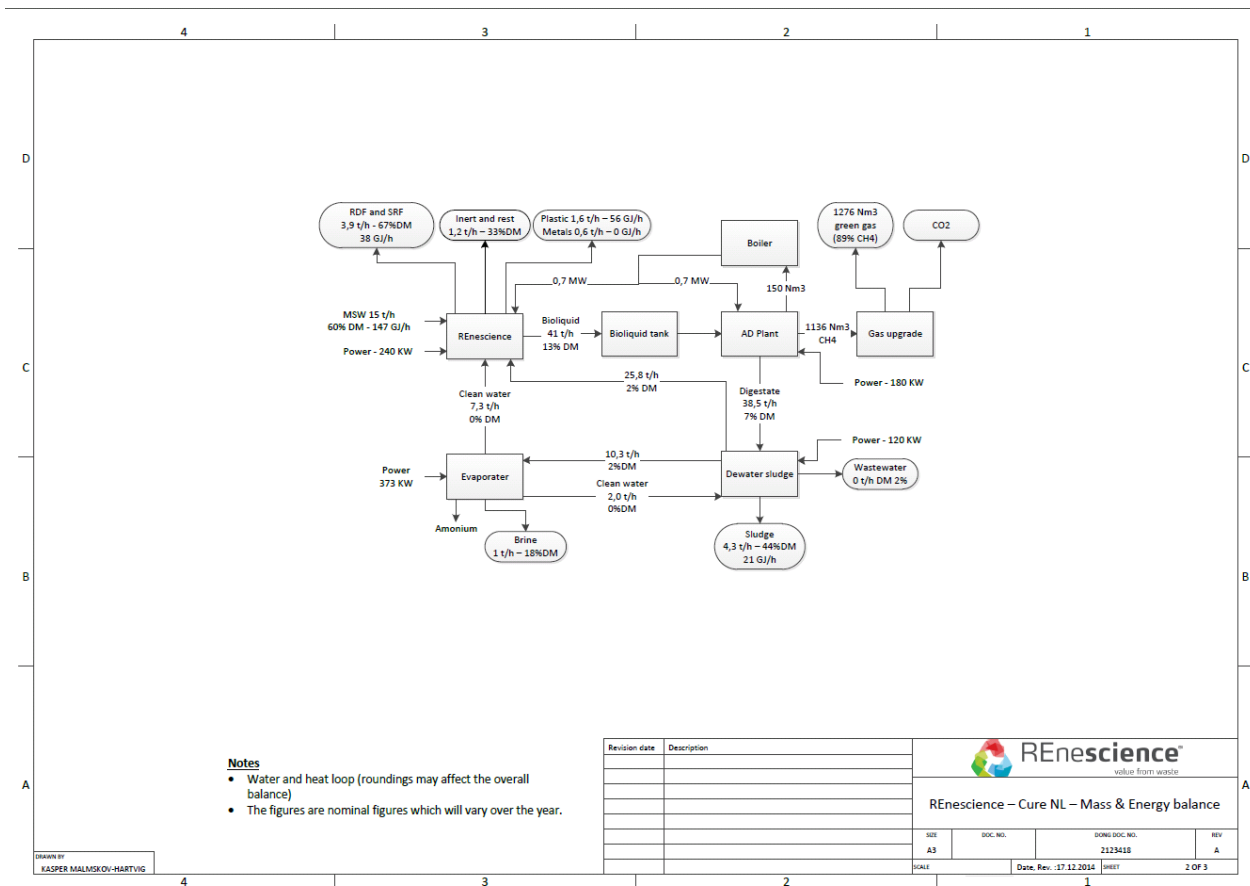 4
3
2
1
D
D
RDF and SRF
3,9 t/h - 67%DM
38 GJ/h
Inert and rest
1,2 t/h – 33%DM
Plastic 1,6 t/h – 56 GJ/h
Metals 0,6 t/h – 0 GJ/h
Boiler
1276 Nm3
green gas
(89% CH4)
CO2
0,7 MW
0,7 MW
150 Nm3
MSW 15 t/h
60% DM - 147 GJ/h
Power - 240 KW
REnescience
Bioliquid
41 t/h
13% DM
Bioliquid tank
AD Plant
1136 Nm3
CH4
Gas upgrade
C
C
25,8 t/h
2% DM
Power - 180 KW
Clean water
7,3 t/h
0% DM
Digestate
38,5 t/h
7% DM
Power - 120 KW
10,3 t/h
2%DM
Power
373 KW
Evaporater
Dewater sludge
Wastewater
0 t/h DM 2%
Clean water
2,0 t/h
0%DM
Amonium
Brine
1 t/h – 18%DM
Sludge
4,3 t/h – 44%DM
21 GJ/h
B
B
Notes
• Water and heat loop (roundings may affect the overall
balance)
• The figures are nominal figures which will vary over the year.
A
A
Revision date
Description
REnescience®
value from waste
REnescience – Cure NL – Mass & Energy balance
SIZE
DOC. NO.
DONG DOC. NO.
REV
A3
2123418
A
SCALE
Date, Rev. :17.12.2014
SHEET
2 OF 3
DRAWN BY
KASPER MALMSKOV-HARTVIG
4
3
2
1